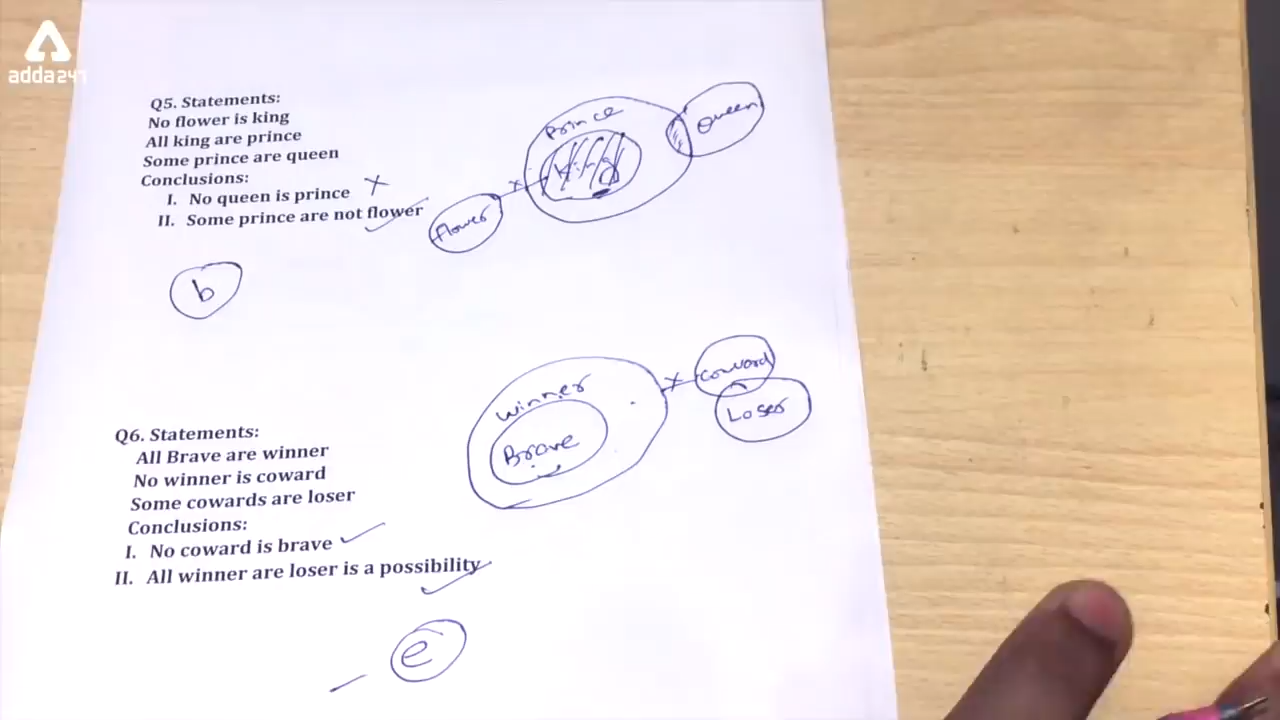 adda247
Q5. Statements:
No flower is king
All king are prince
Some prince are queen
Conclusions:
I. No queen is prince
II. Some prince are not flower
b
Prince
King
Queen
flower
Q6. Statements:
All Brave are winner
No winner is coward
Some cowards are loser
Conclusions:
I. No coward is brave
II. All winner are loser is a possibility
e
winner
Brave
coward
Loser